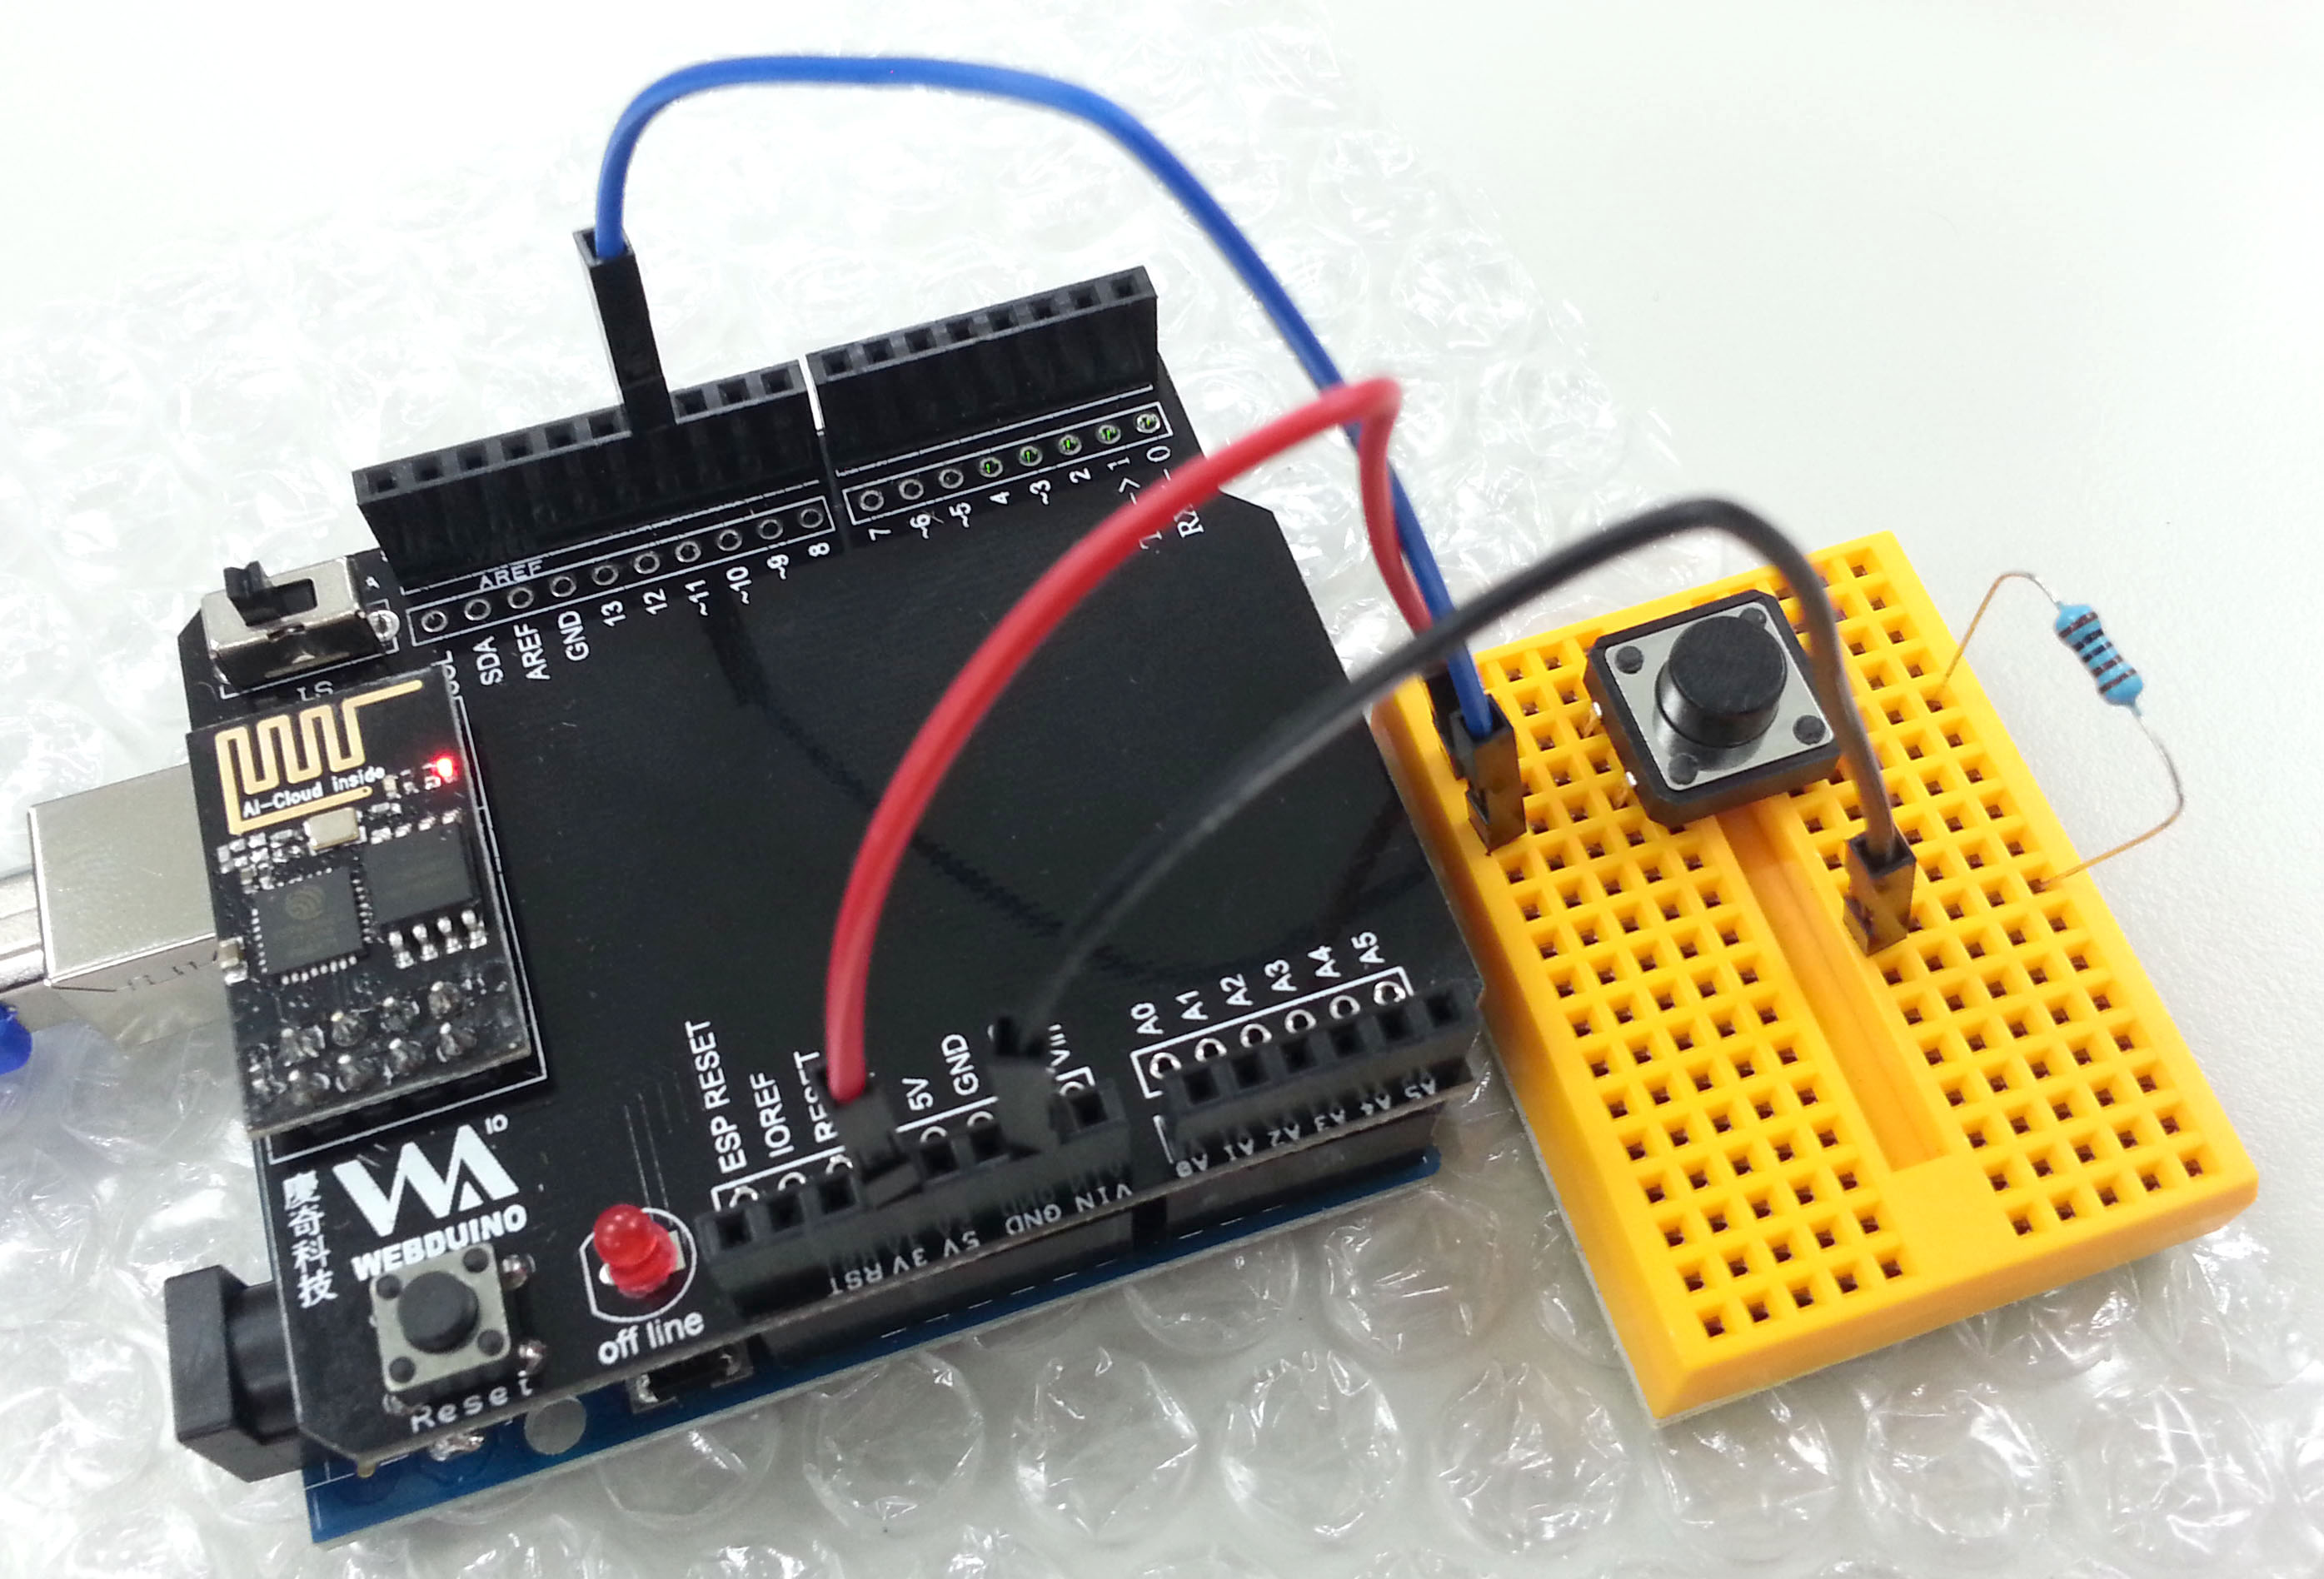 AREF
SDA
AREF
GND
13
12
~11
~10
~9
8
7
~6
~5
4
~3
2
1
0
AI-Cloud inside
ESP RESET
IOREF
RESET
5V
GND
A0
A1
A2
A3
A4
A5
RST
3V
5V
GND
VIN
A0
A1
A2
A3
A4
A5
IO
WEBDUINO
慶奇科技
off line
Reset